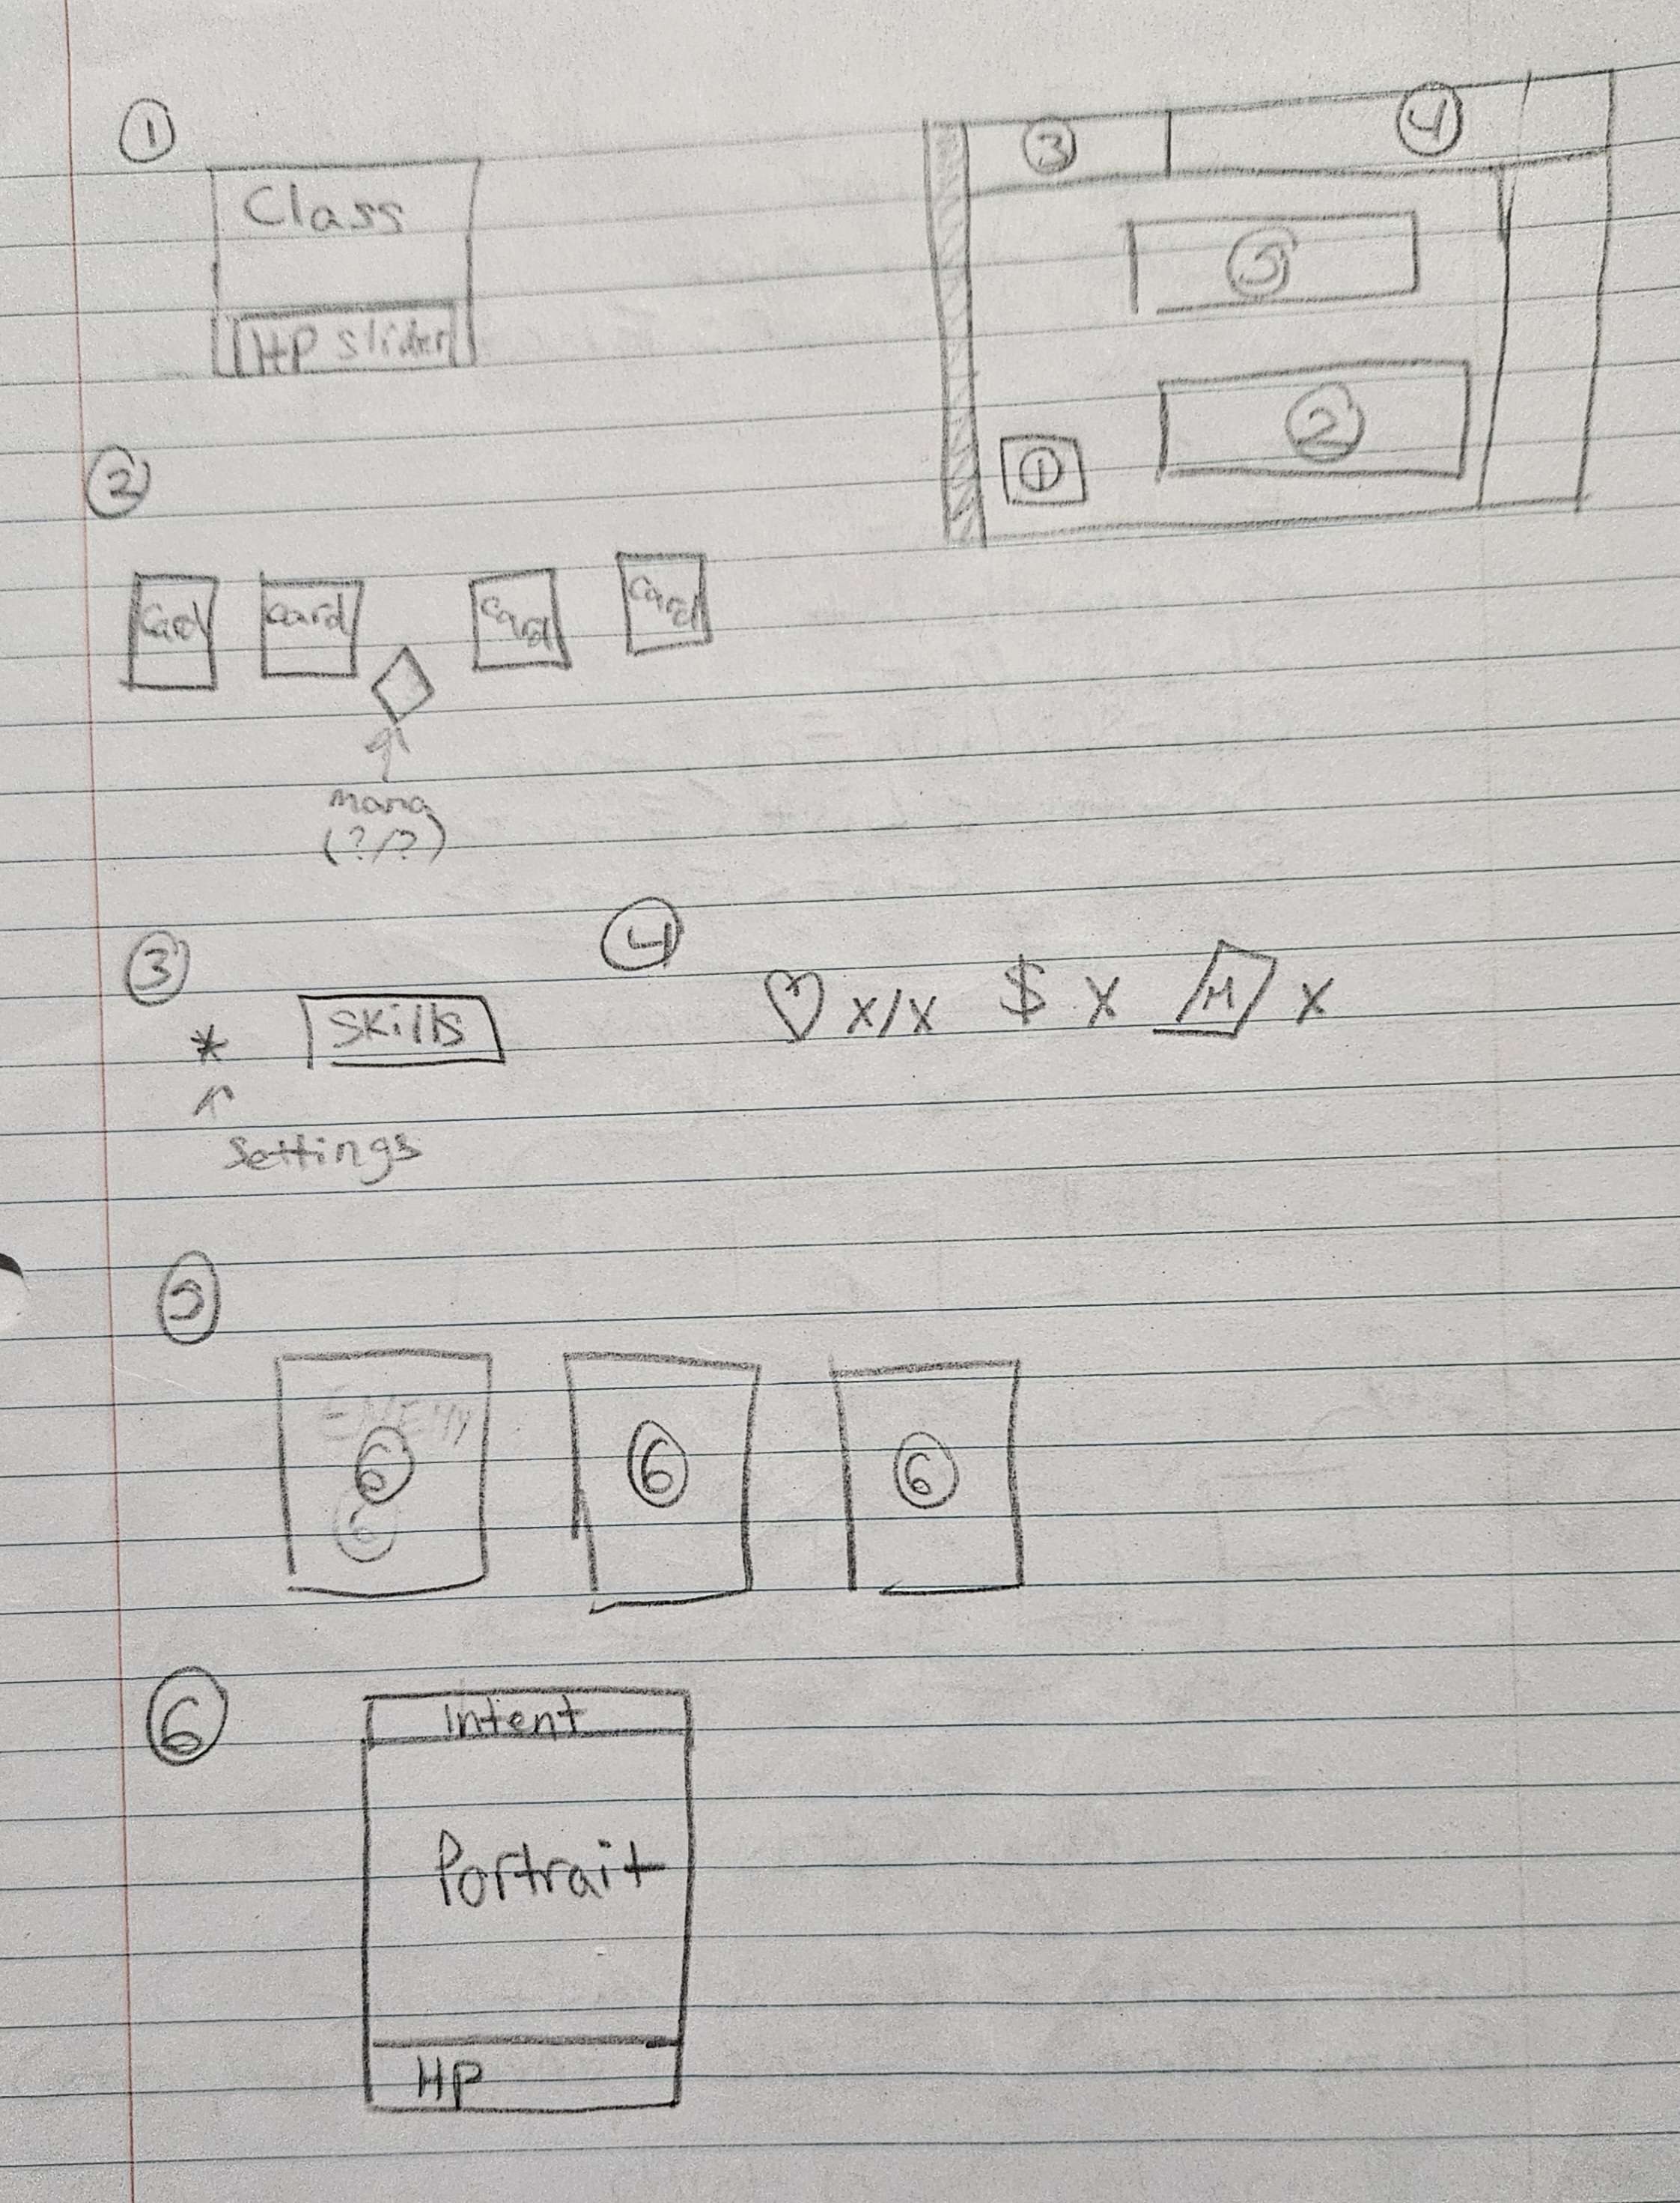 1
Class
HP slider
3
4
5
2
1
2
Card
card
card
card
Mana
(?/?)
3
* Skills
Settings
4
♡ x/x $ x M x
5
ENEMY
6
6
6
6
6
Intent
Portrait
HP